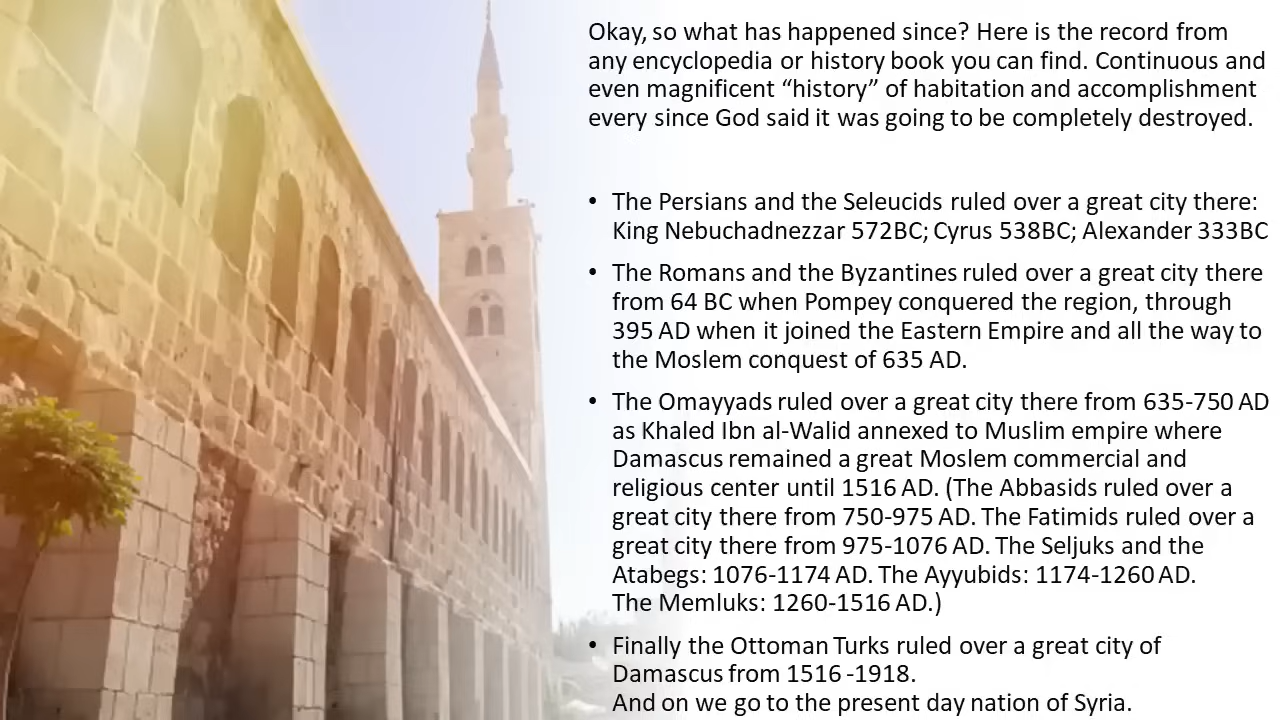 Okay, so what has happened since? Here is the record from
any encyclopedia or history book you can find. Continuous and
even magnificent “history” of habitation and accomplishment
every since God said it was going to be completely destroyed.
• The Persians and the Seleucids ruled over a great city there:
King Nebuchadnezzar 572BC; Cyrus 538BC; Alexander 333BC
• The Romans and the Byzantines ruled over a great city there
from 64 BC when Pompey conquered the region, through
395 AD when it joined the Eastern Empire and all the way to
the Moslem conquest of 635 AD.
• The Omayyads ruled over a great city there from 635-750 AD
as Khaled Ibn al-Walid annexed to Muslim empire where
Damascus remained a great Moslem commercial and
religious center until 1516 AD. (The Abbasids ruled over a
great city there from 750-975 AD. The Fatimids ruled over a
great city there from 975-1076 AD. The Seljuks and the
Atabegs: 1076-1174 AD. The Ayyubids: 1174-1260 AD.
The Memluks: 1260-1516 AD.)
• Finally the Ottoman Turks ruled over a great city of
Damascus from 1516 -1918.
And on we go to the present day nation of Syria.